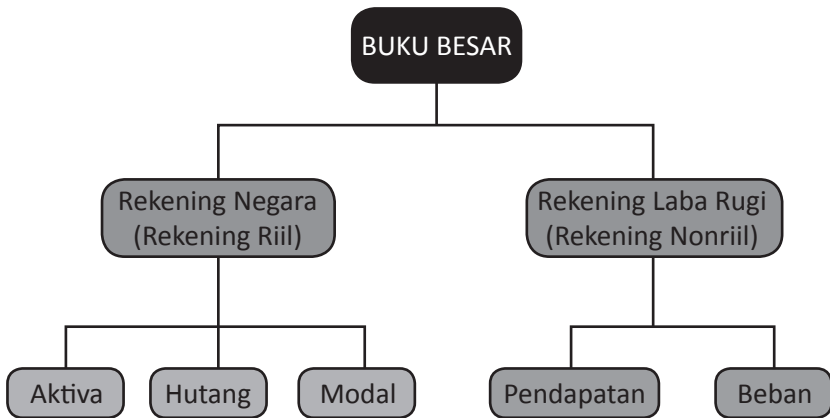 BUKU BESAR
Rekening Negara
(Rekening Riil)
Rekening Laba Rugi
(Rekening Nonriil)
Aktiva
Hutang
Modal
Pendapatan
Beban